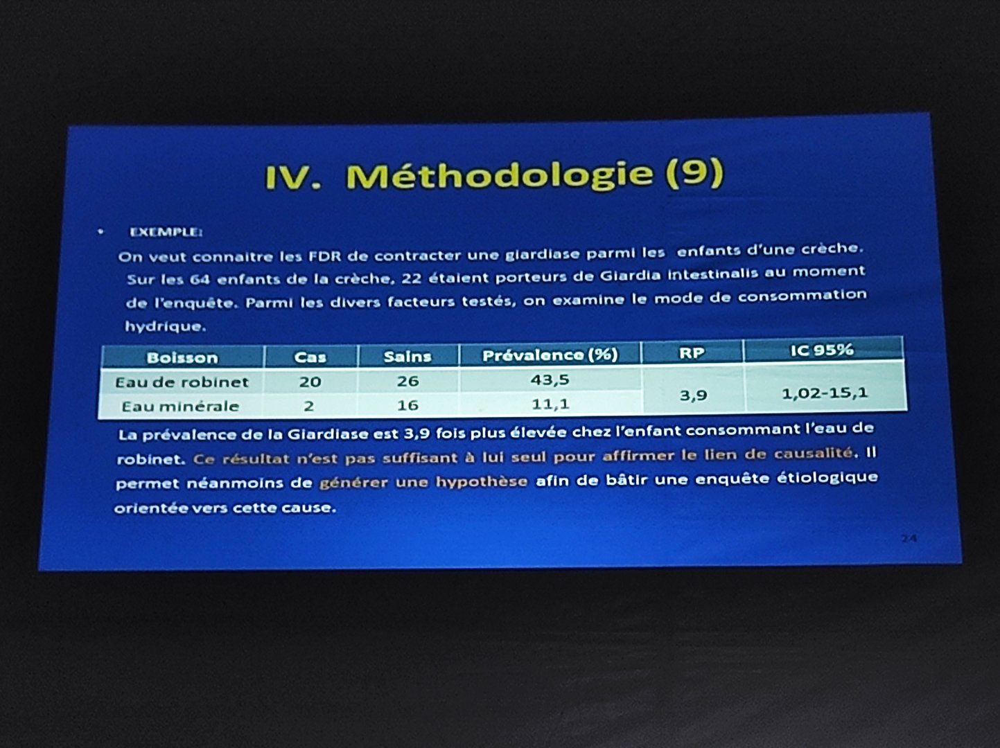 IV. Méthodologie (9)
• EXEMPLE:
On veut connaitre les FDR de contracter une giardiase parmi les enfants d'une crèche.
Sur les 64 enfants de la crèche, 22 étaient porteurs de Giardia intestinalis au moment
de l'enquête. Parmi les divers facteurs testés, on examine le mode de consommation
hydrique.
Boisson Cas Sains Prévalence (%) RP IC 95%
Eau de robinet 20 26 43,5
3,9 1,02-15,1
Eau minérale 2 16 11,1
La prévalence de la Giardiase est 3,9 fois plus élevée chez l'enfant consommant l'eau de
robinet. Ce résultat n'est pas suffisant à lui seul pour affirmer le lien de causalité. Il
permet néanmoins de générer une hypothèse afin de bâtir une enquête étiologique
orientée vers cette cause.
24